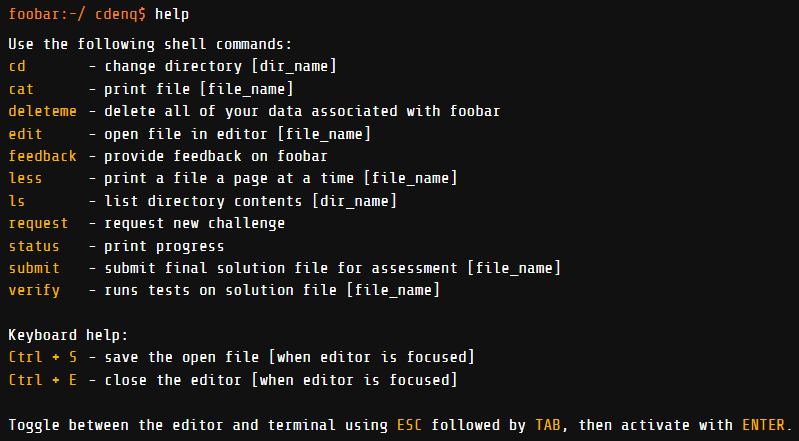 foobar:~/ cdenq$ help
Use the following shell commands:
cd - change directory [dir_name]
cat - print file [file_name]
deleteme - delete all of your data associated with foobar
edit - open file in editor [file_name]
feedback - provide feedback on foobar
less - print a file a page at a time [file_name]
ls - list directory contents [dir_name]
request - request new challenge
status - print progress
submit - submit final solution file for assessment [file_name]
verify - runs tests on solution file [file_name]
Keyboard help:
Ctrl + S - save the open file [when editor is focused]
Ctrl + E - close the editor [when editor is focused]
Toggle between the editor and terminal using ESC followed by TAB, then activate with ENTER.